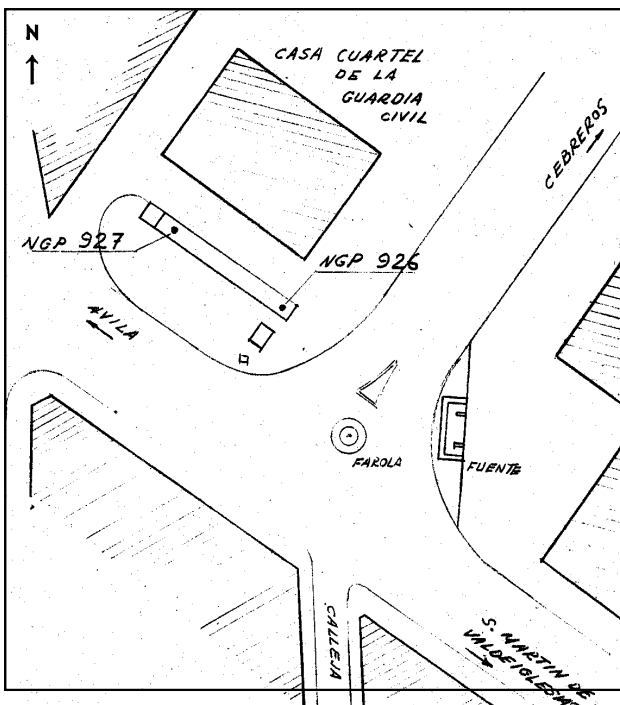 N
CASA CUARTEL
DE LA
GUARDIA
CIVIL
CEBREROS
NGP 927
NGP 926
AVILA
FAROLA
FUENTE
CALLEJA
S. MARTIN DE
VALDEIGLESIAS